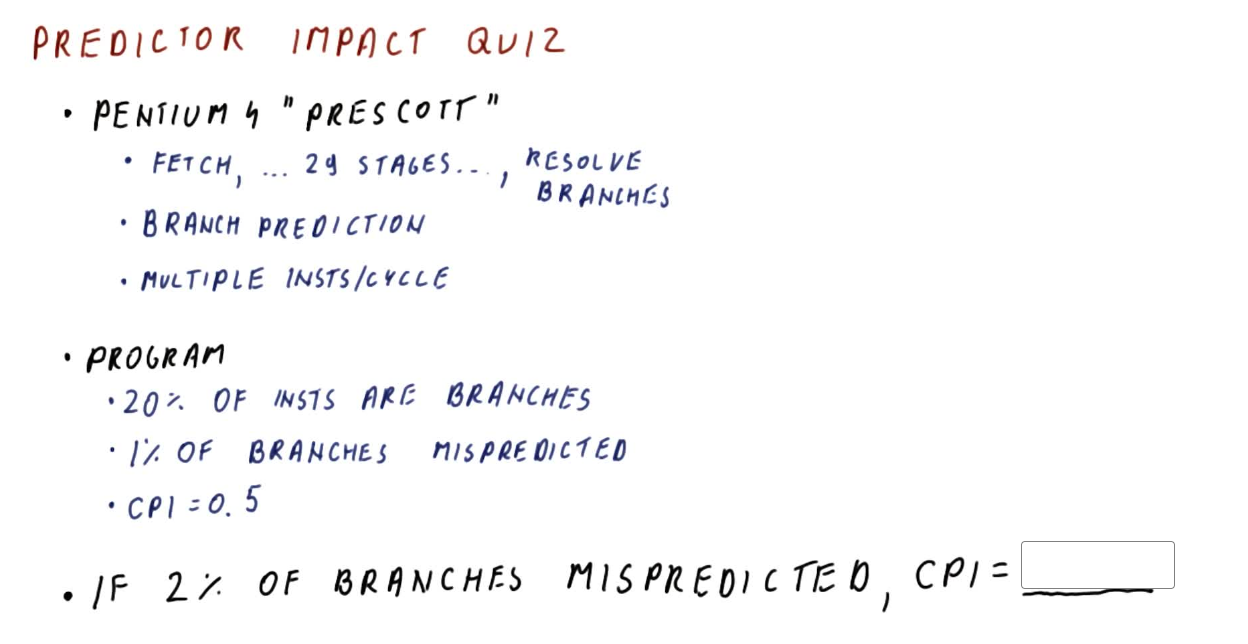 PREDICTOR IMPACT QUIZ
• PENTIUM 4 "PRESCOTT"
• FETCH, ... 29 STAGES..., RESOLVE BRANCHES
• BRANCH PREDICTION
• MULTIPLE INSTS/CYCLE
• PROGRAM
• 20% OF INSTS ARE BRANCHES
• 1% OF BRANCHES MISPREDICTED
• CPI = 0.5
• IF 2% OF BRANCHES MISPREDICTED, CPI =